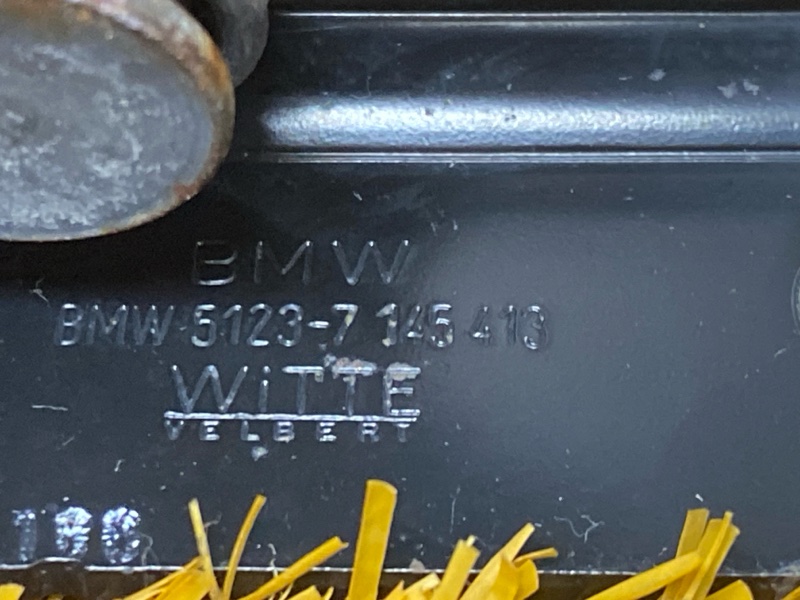 BMW
BMW 5123-7 145 413
WiTTE
VELBERT